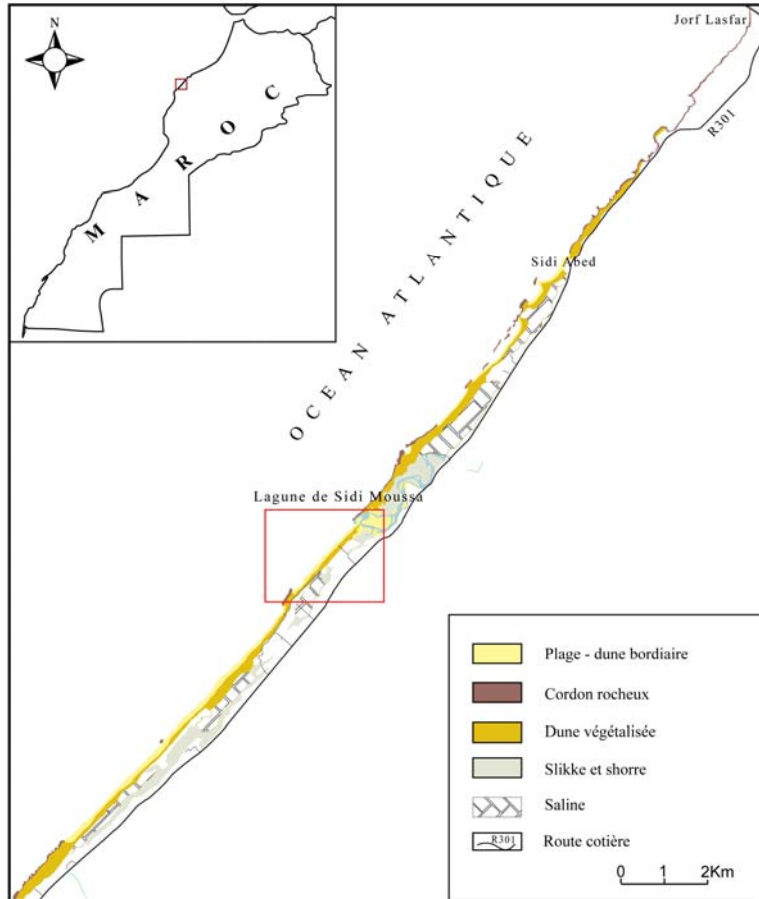 N
MAROC
Jorf Lasfar
R301
OCEAN ATLANTIQUE
Sidi Abed
Lagune de Sidi Moussa
Plage - dune bordiaire
Cordon rocheux
Dune végétalisée
Slikke et shorre
Saline
R301 Route cotière
0 1 2Km